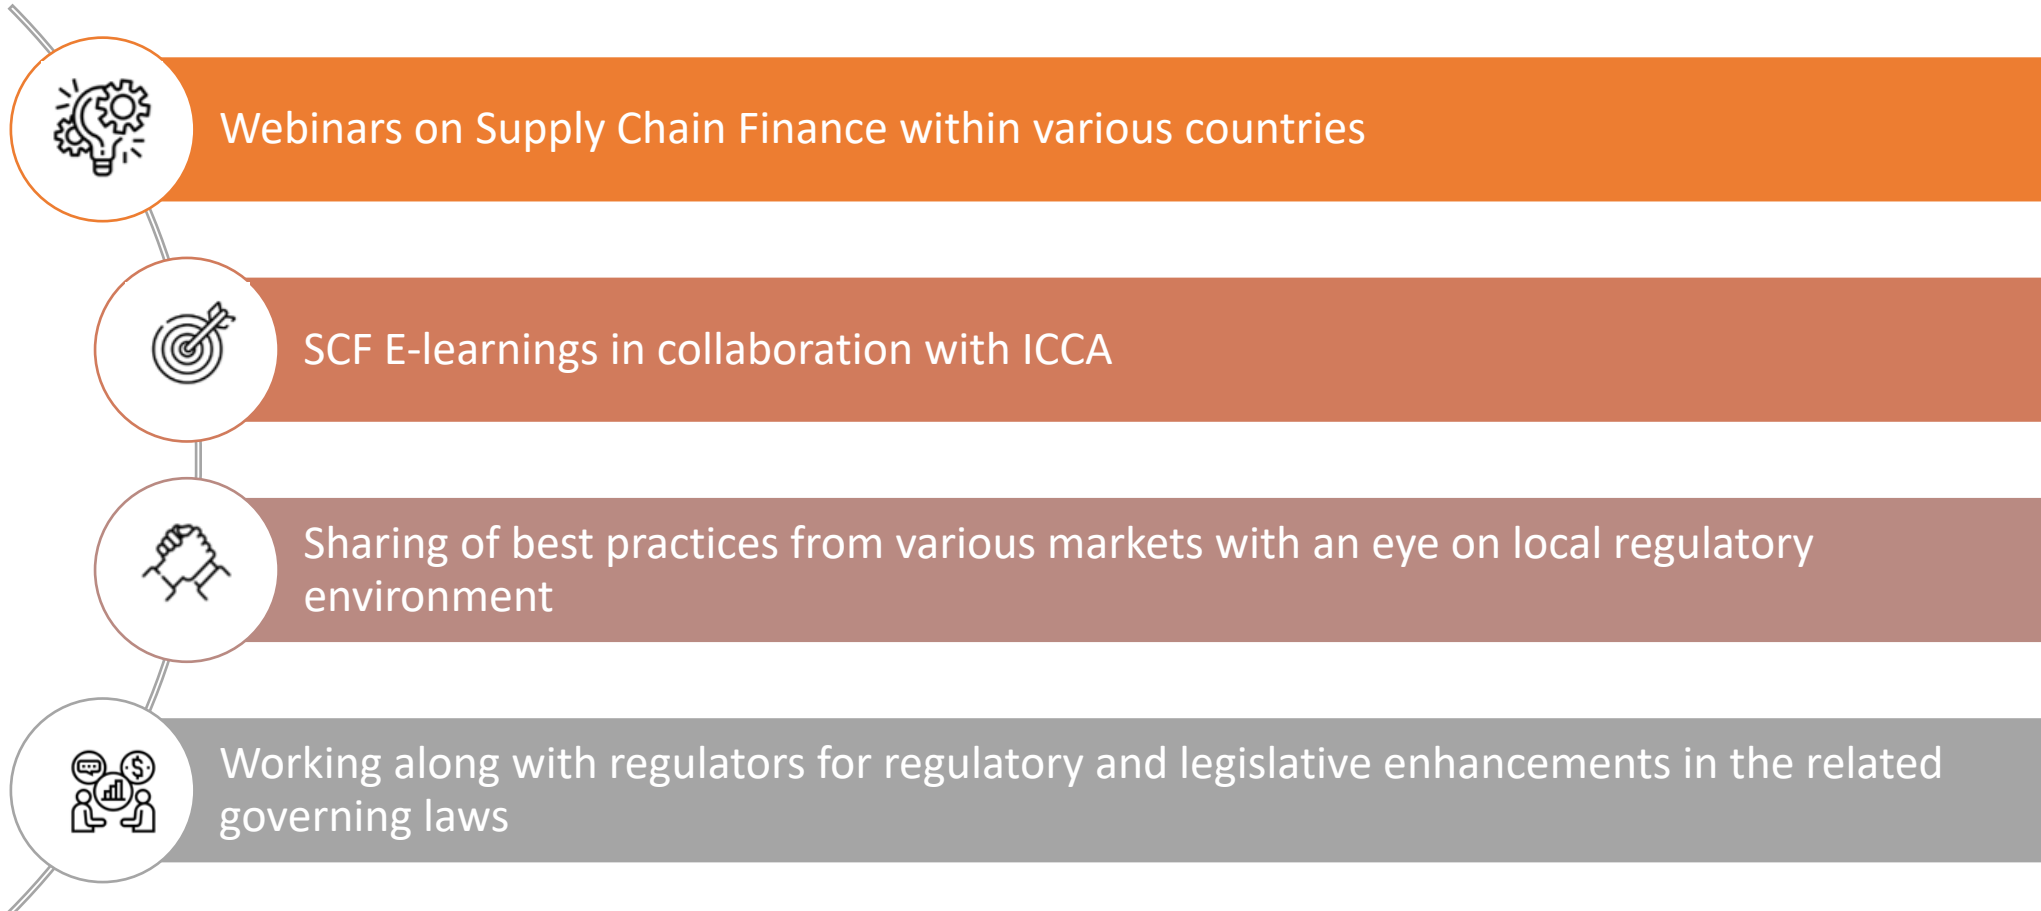 Webinars on Supply Chain Finance within various countries
SCF E-learnings in collaboration with ICCA
Sharing of best practices from various markets with an eye on local regulatory
environment
Working along with regulators for regulatory and legislative enhancements in the related
governing laws